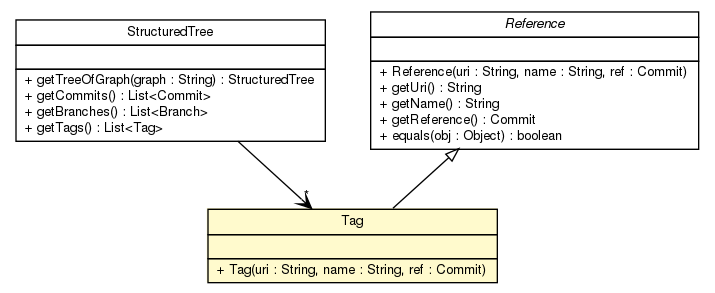 StructuredTree
+ getTreeOfGraph(graph : String) : StructuredTree
+ getCommits() : List<Commit>
+ getBranches() : List<Branch>
+ getTags() : List<Tag>
Reference
+ Reference(uri : String, name : String, ref : Commit)
+ getUri() : String
+ getName() : String
+ getReference() : Commit
+ equals(obj : Object) : boolean
*
Tag
+ Tag(uri : String, name : String, ref : Commit)